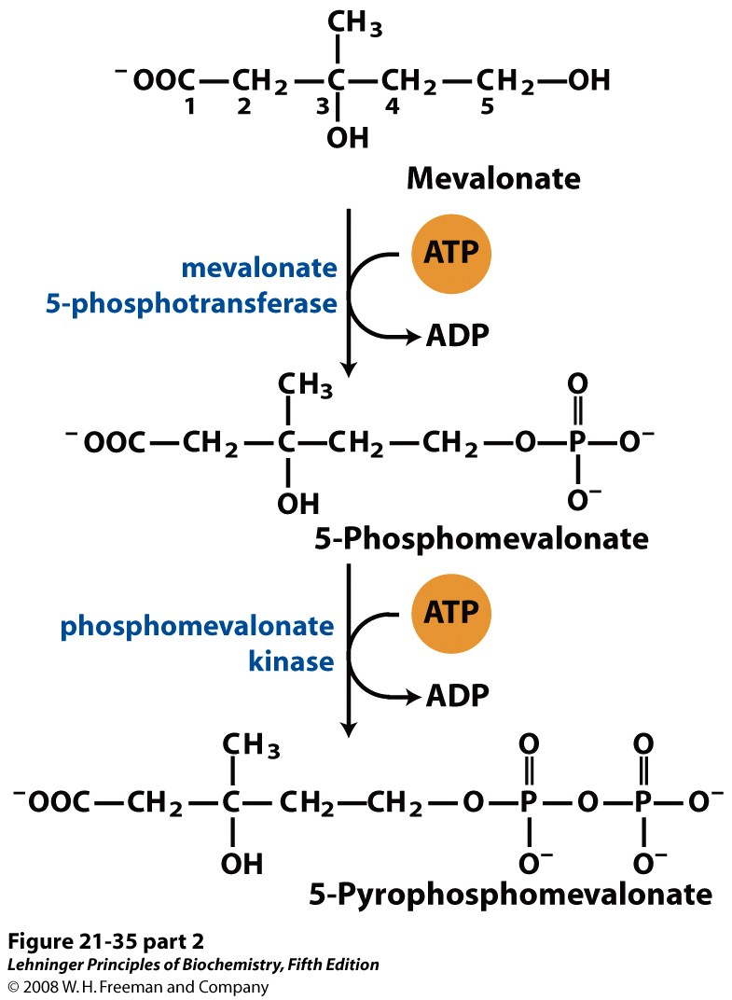 CH₃
⁻OOC—CH₂—C—CH₂—CH₂—OH
1 2 3 4 5
OH
Mevalonate
ATP
mevalonate
5-phosphotransferase
ADP
CH₃ O
⁻OOC—CH₂—C—CH₂—CH₂—O—P—O⁻
OH O⁻
5-Phosphomevalonate
ATP
phosphomevalonate
kinase
ADP
CH₃ O O
⁻OOC—CH₂—C—CH₂—CH₂—O—P—O—P—O⁻
OH O⁻ O⁻
5-Pyrophosphomevalonate
Figure 21-35 part 2
Lehninger Principles of Biochemistry, Fifth Edition
© 2008 W. H. Freeman and Company